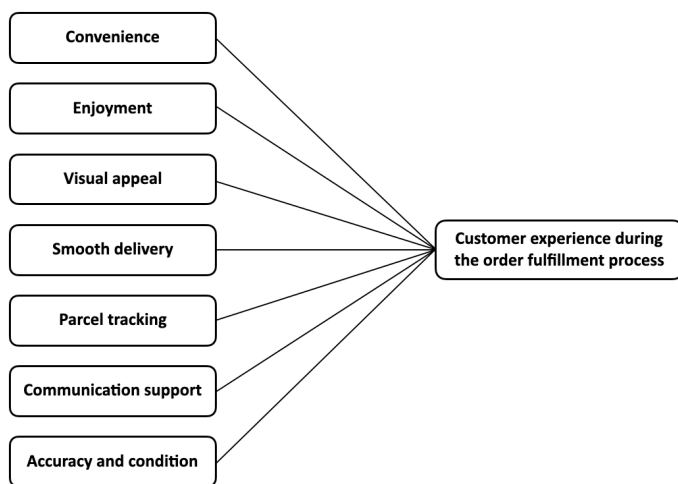 Convenience
Enjoyment
Visual appeal
Smooth delivery
Parcel tracking
Communication support
Accuracy and condition
Customer experience during
the order fulfillment process